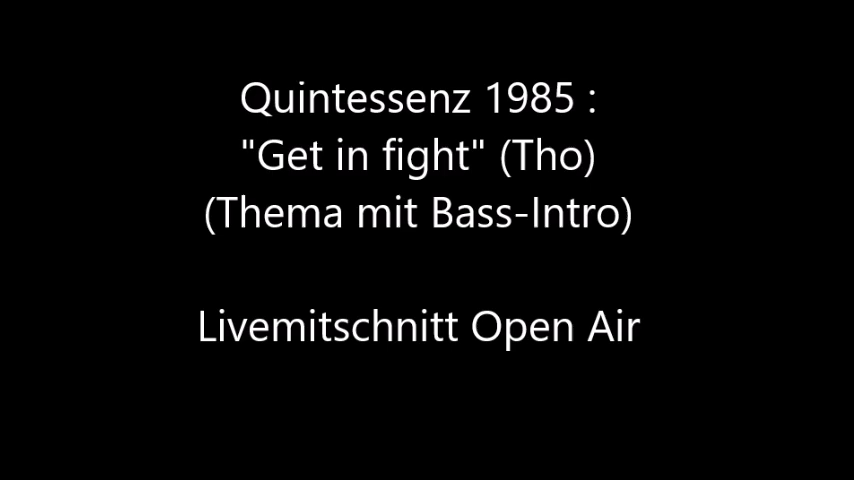 Quintessenz 1985 :
"Get in fight" (Tho)
(Thema mit Bass-Intro)
Livemitschnitt Open Air